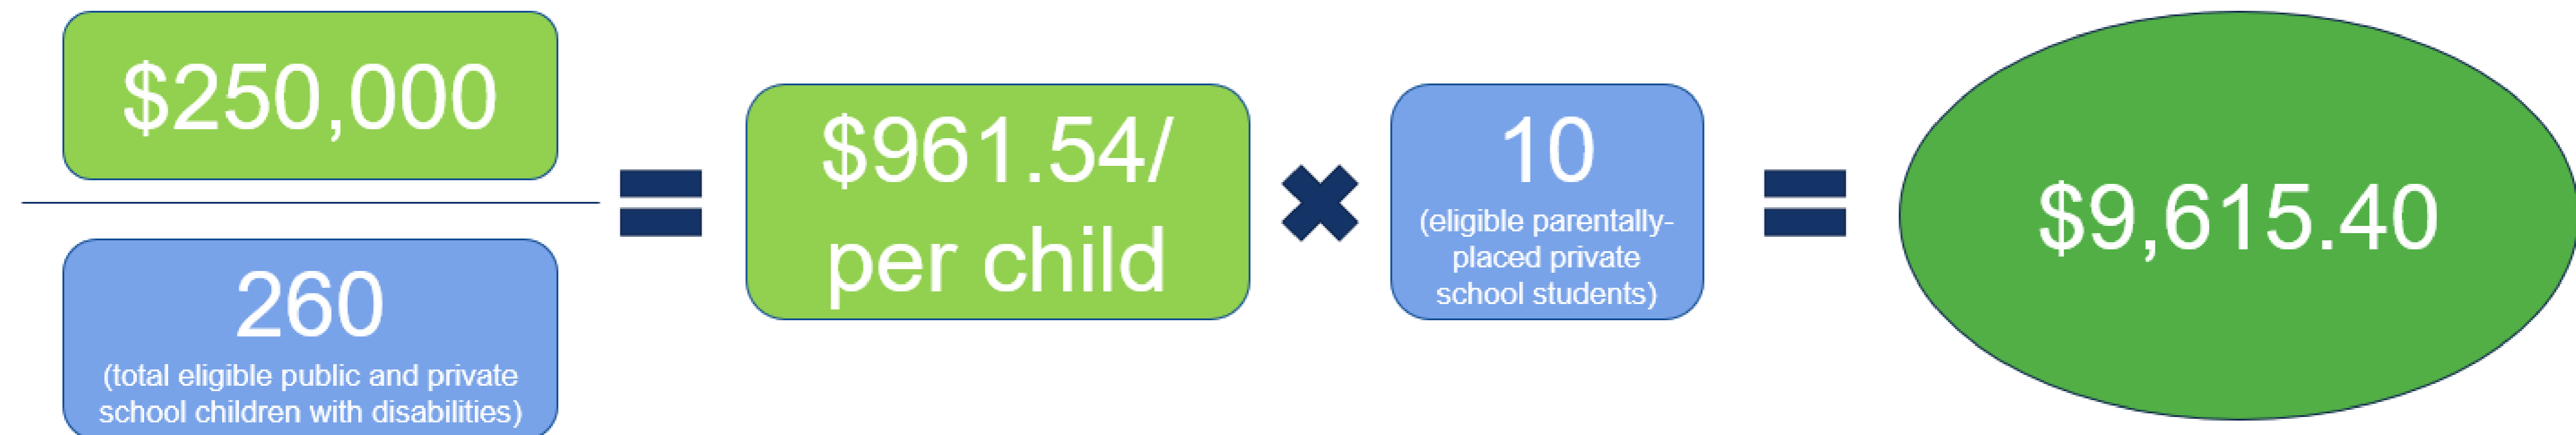 $250,000
260
(total eligible public and private
school children with disabilities)
$961.54/
per child
10
(eligible parentally-
placed private
school students)
$9,615.40